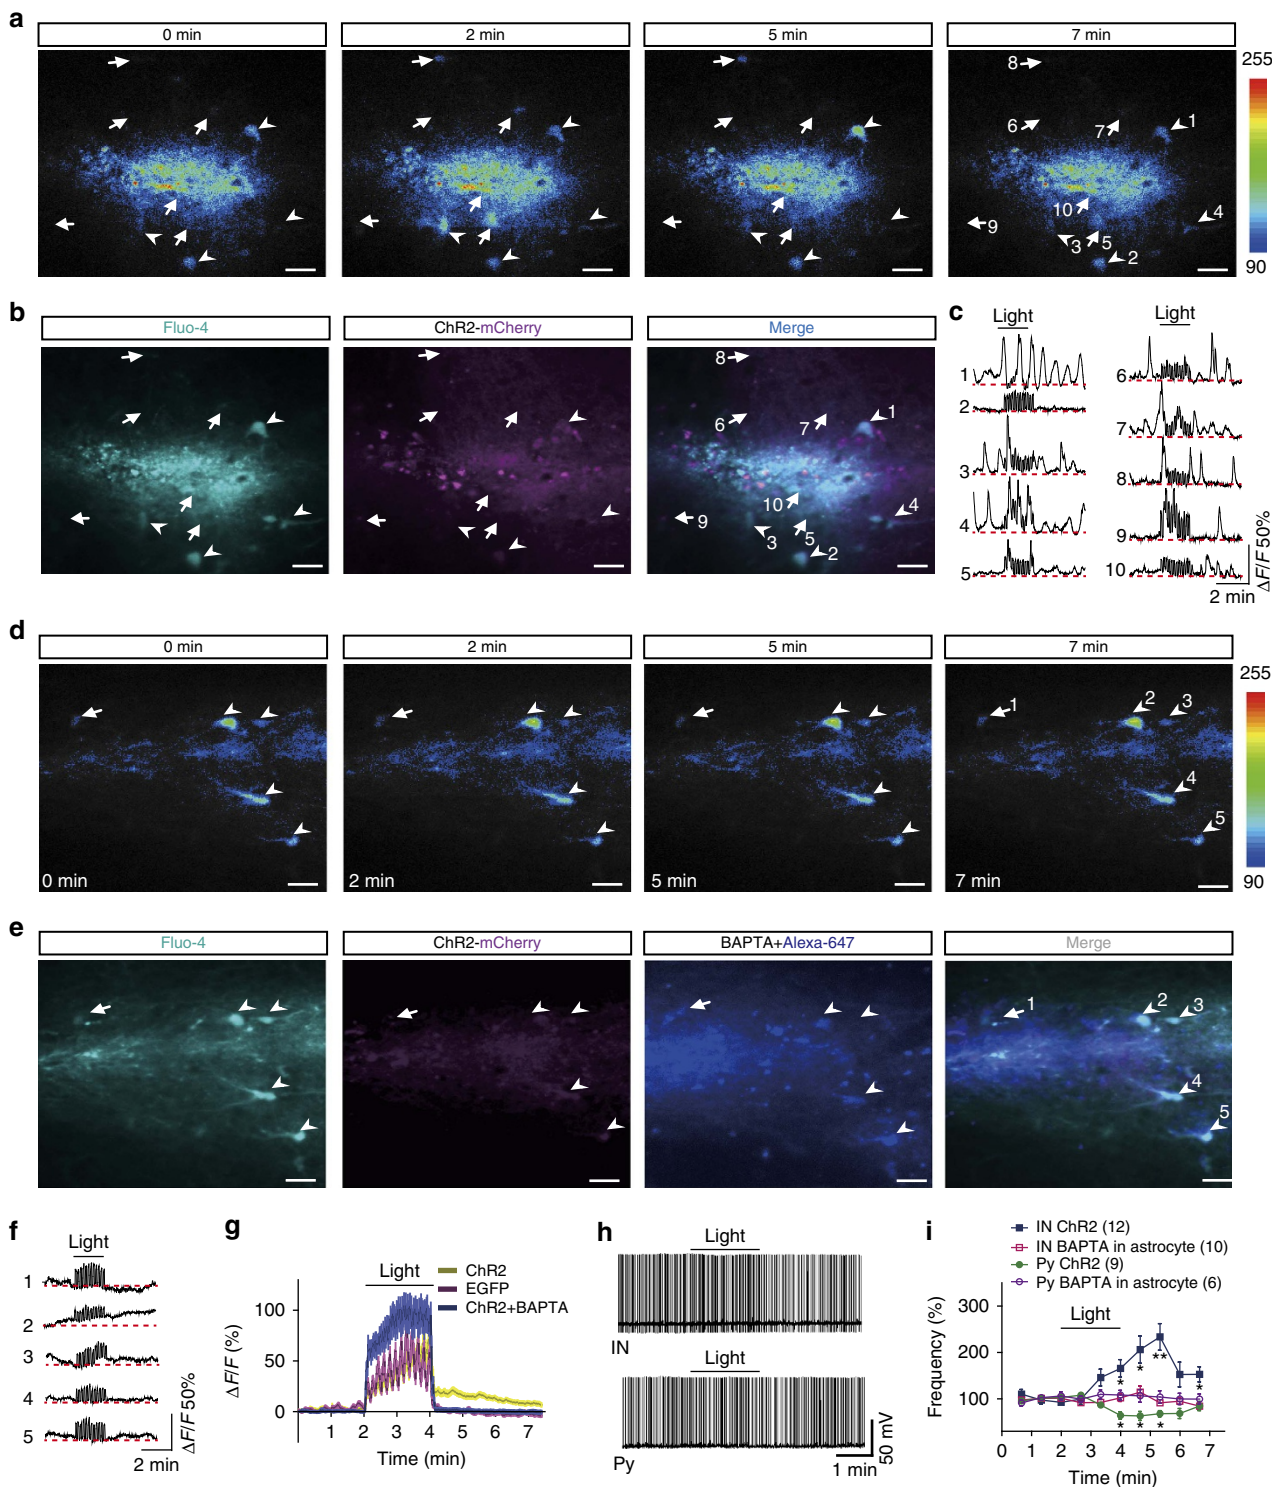 a
0 min 2 min 5 min 7 min
255
8
6 7 1
10 9 4
3 5 2
90
b
Fluo-4 ChR2-mCherry Merge
8
6 7 1
10
9 4
3 5 2
c
Light Light
1 6
2
7
3
8
4
9
5 10
ΔF/F 50%
2 min
d
0 min 2 min 5 min 7 min
255
1 2 3
4
5
0 min 2 min 5 min 7 min
90
e
Fluo-4 ChR2-mCherry BAPTA+Alexa-647 Merge
1 2 3
4
5
f
Light
1
2
3
4
5
ΔF/F 50%
2 min
g
Light
ChR2
EGFP
ChR2+BAPTA
100
50
0
ΔF/F (%)
1 2 3 4 5 6 7
Time (min)
h
Light
IN
Light
Py
50 mV
1 min
i
IN ChR2 (12)
IN BAPTA in astrocyte (10)
Py ChR2 (9)
Py BAPTA in astrocyte (6)
Light
300
200
100
Frequency (%)
* * ** *
* * *
0 1 2 3 4 5 6 7
Time (min)